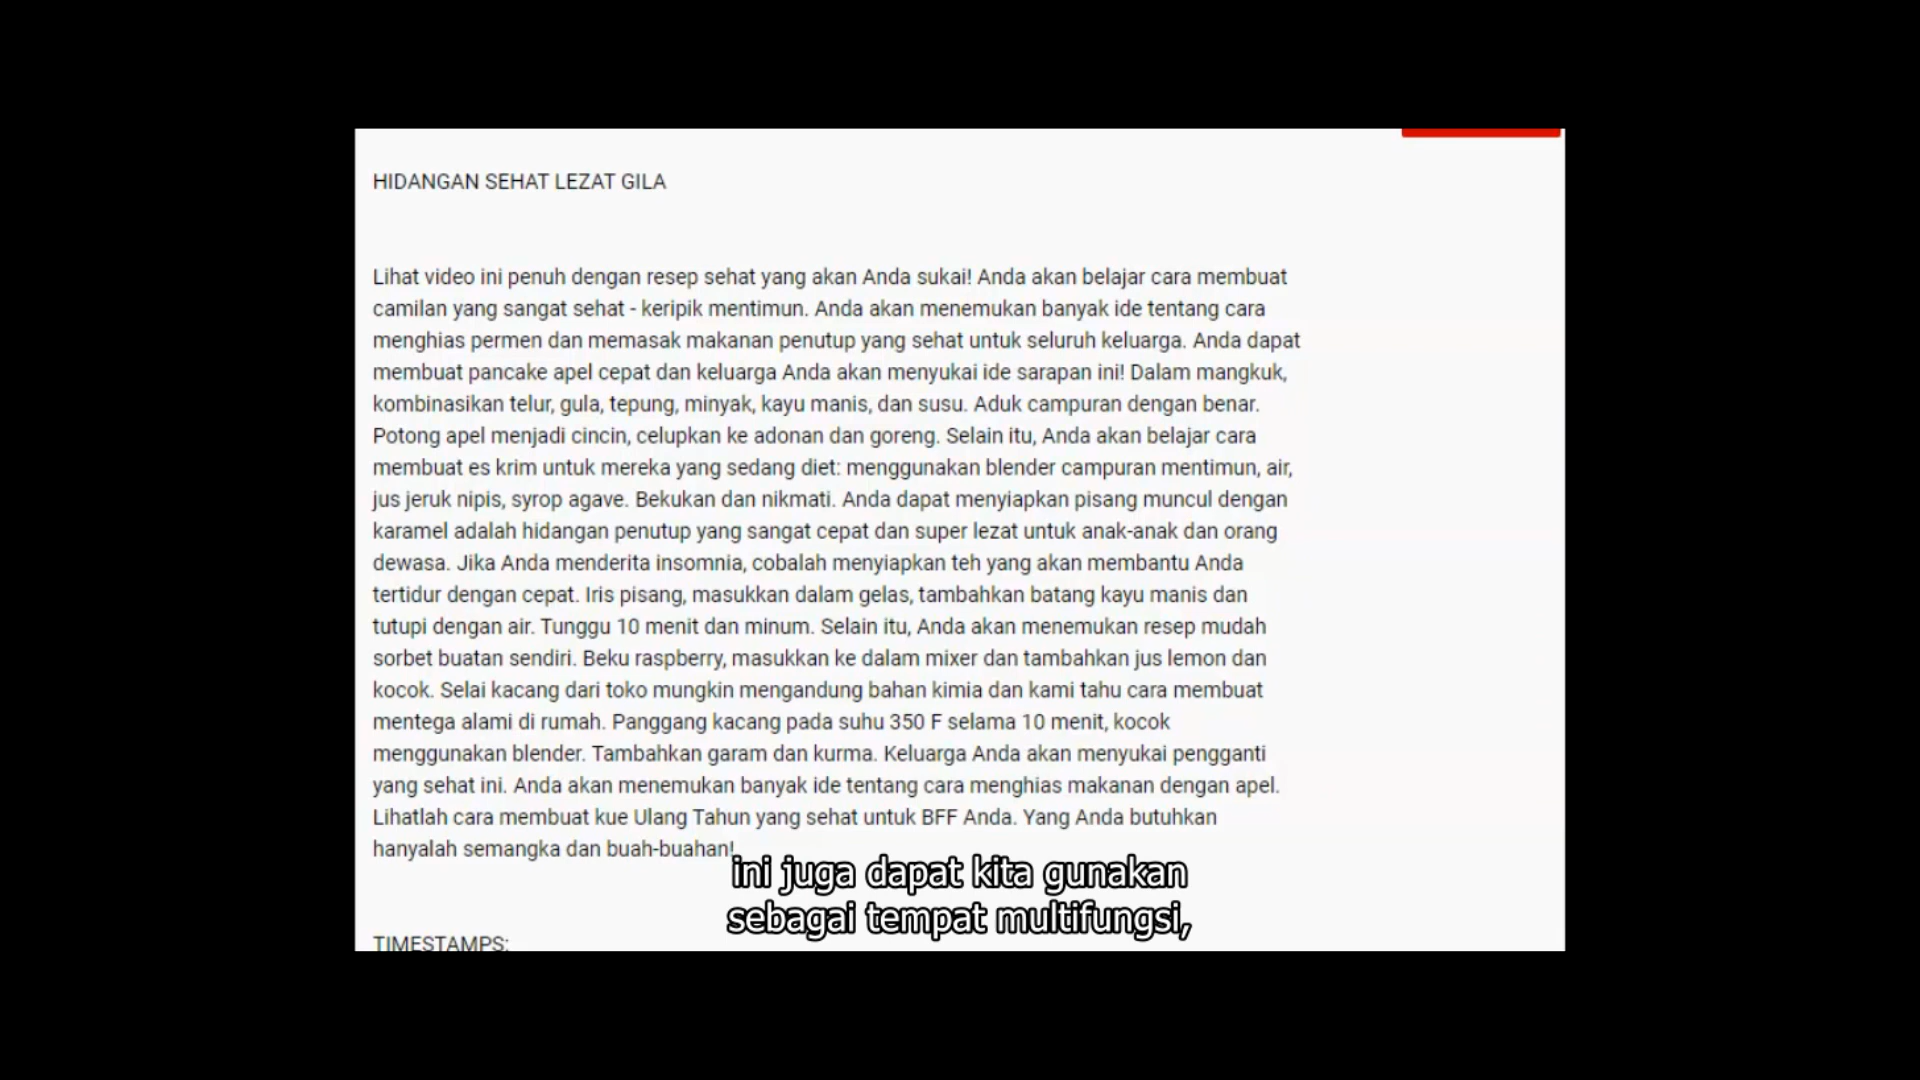 HIDANGAN SEHAT LEZAT GILA
Lihat video ini penuh dengan resep sehat yang akan Anda sukai! Anda akan belajar cara membuat
camilan yang sangat sehat - keripik mentimun. Anda akan menemukan banyak ide tentang cara
menghias permen dan memasak makanan penutup yang sehat untuk seluruh keluarga. Anda dapat
membuat pancake apel cepat dan keluarga Anda akan menyukai ide sarapan ini! Dalam mangkuk,
kombinasikan telur, gula, tepung, minyak, kayu manis, dan susu. Aduk campuran dengan benar.
Potong apel menjadi cincin, celupkan ke adonan dan goreng. Selain itu, Anda akan belajar cara
membuat es krim untuk mereka yang sedang diet: menggunakan blender campuran mentimun, air,
jus jeruk nipis, syrop agave. Bekukan dan nikmati. Anda dapat menyiapkan pisang muncul dengan
karamel adalah hidangan penutup yang sangat cepat dan super lezat untuk anak-anak dan orang
dewasa. Jika Anda menderita insomnia, cobalah menyiapkan teh yang akan membantu Anda
tertidur dengan cepat. Iris pisang, masukkan dalam gelas, tambahkan batang kayu manis dan
tutupi dengan air. Tunggu 10 menit dan minum. Selain itu, Anda akan menemukan resep mudah
sorbet buatan sendiri. Beku raspberry, masukkan ke dalam mixer dan tambahkan jus lemon dan
kocok. Selai kacang dari toko mungkin mengandung bahan kimia dan kami tahu cara membuat
mentega alami di rumah. Panggang kacang pada suhu 350 F selama 10 menit, kocok
menggunakan blender. Tambahkan garam dan kurma. Keluarga Anda akan menyukai pengganti
yang sehat ini. Anda akan menemukan banyak ide tentang cara menghias makanan dengan apel.
Lihatlah cara membuat kue Ulang Tahun yang sehat untuk BFF Anda. Yang Anda butuhkan
hanyalah semangka dan buah-buahan!
ini juga dapat kita gunakan
sebagai tempat multifungsi,
TIMESTAMPS: